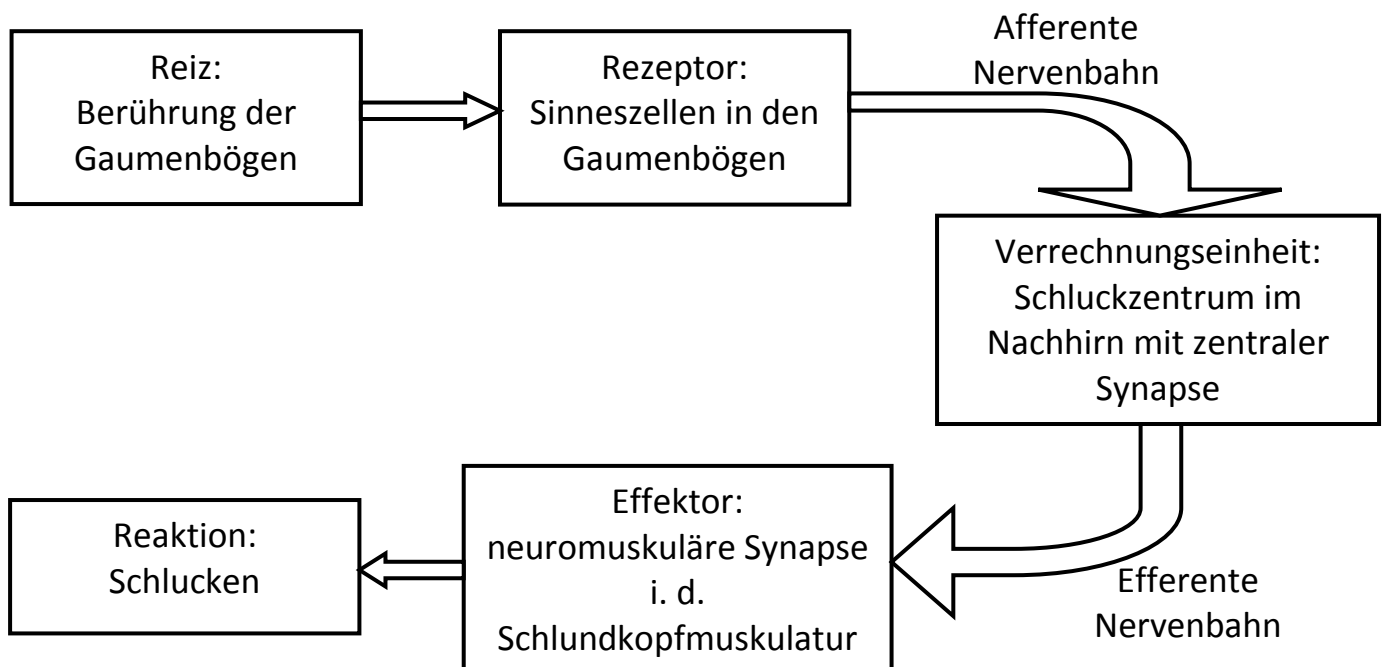 Reiz:
Berührung der
Gaumenbögen
Rezeptor:
Sinneszellen in den
Gaumenbögen
Afferente
Nervenbahn
Verrechnungseinheit:
Schluckzentrum im
Nachhirn mit zentraler
Synapse
Efferente
Nervenbahn
Effektor:
neuromuskuläre Synapse
i. d.
Schlundkopfmuskulatur
Reaktion:
Schlucken